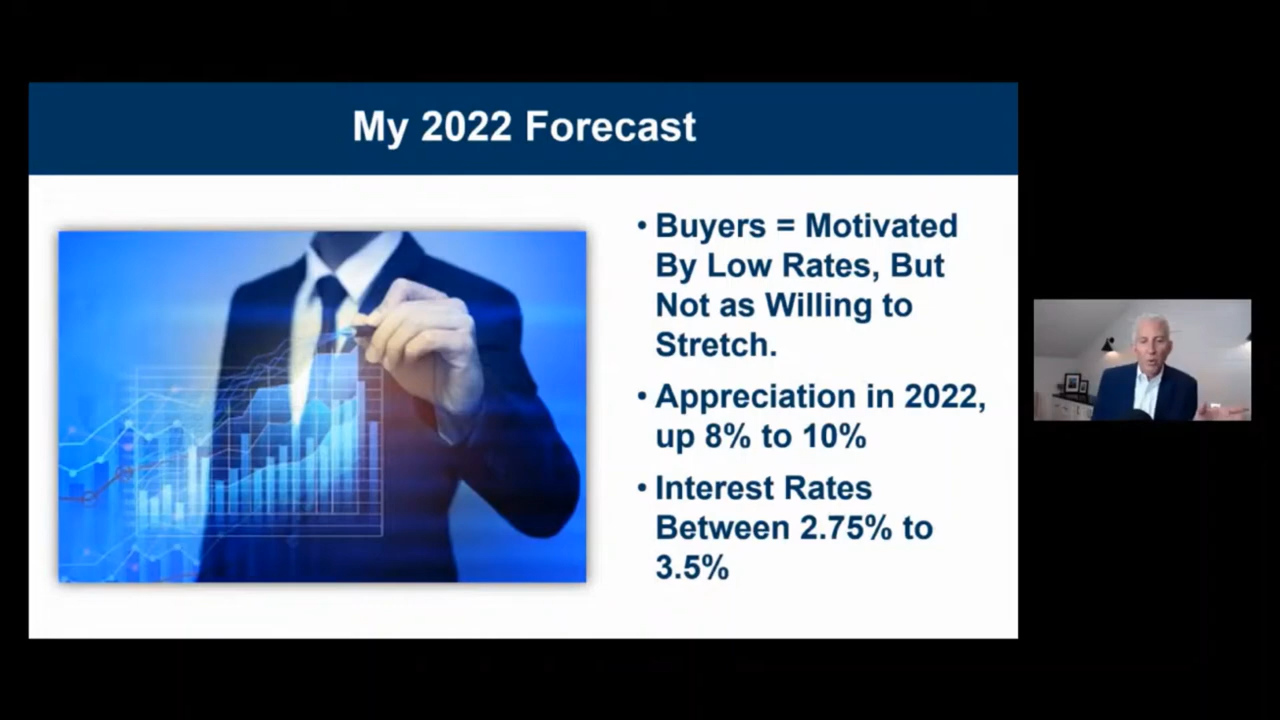 My 2022 Forecast
• Buyers = Motivated
By Low Rates, But
Not as Willing to
Stretch.
• Appreciation in 2022,
up 8% to 10%
• Interest Rates
Between 2.75% to
3.5%